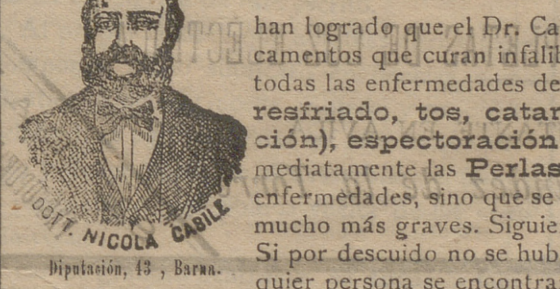 han logrado que el Dr. Ca
camentos que curan infalib
todas las enfermedades de
resfriado, tos, catar
ción), espectoración
mediatamente las Perlas
enfermedades, sino que se
mucho más graves. Siguie
Si por descuido no se hub
quier persona se encontra
DOTT. NICOLA CABILE
Diputación, 43 , Barna.